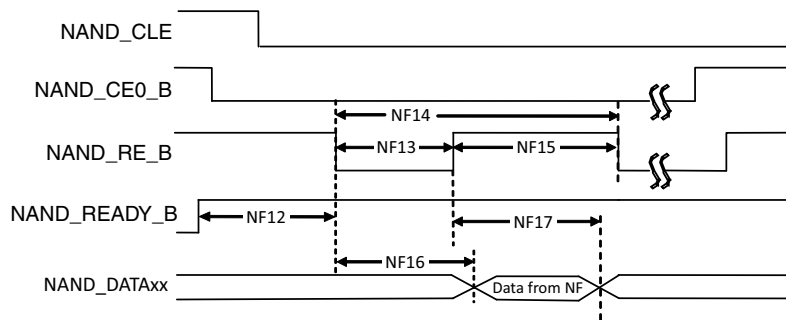 NAND_CLE
NAND_CE0_B
NF14
NAND_RE_B
NF13
NF15
NAND_READY_B
NF12
NF17
NF16
NAND_DATAxx
Data from NF